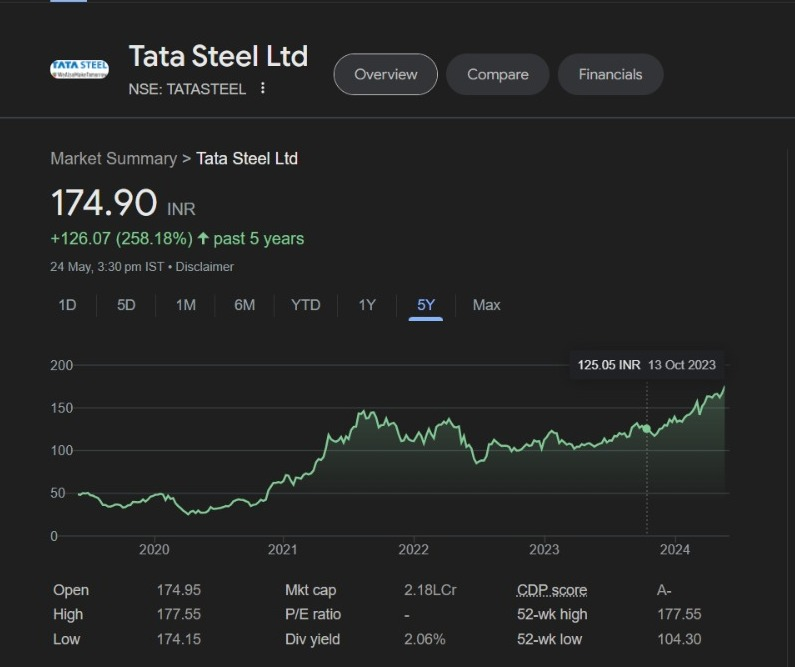 TATA STEEL
#WeAlsoMakeTomorrow
Tata Steel Ltd
NSE: TATASTEEL
Overview
Compare
Financials
Market Summary > Tata Steel Ltd
174.90 INR
+126.07 (258.18%) ↑ past 5 years
24 May, 3:30 pm IST • Disclaimer
1D 5D 1M 6M YTD 1Y 5Y Max
125.05 INR 13 Oct 2023
200
150
100
50
0
2020 2021 2022 2023 2024
Open 174.95 Mkt cap 2.18LCr CDP score A-
High 177.55 P/E ratio - 52-wk high 177.55
Low 174.15 Div yield 2.06% 52-wk low 104.30